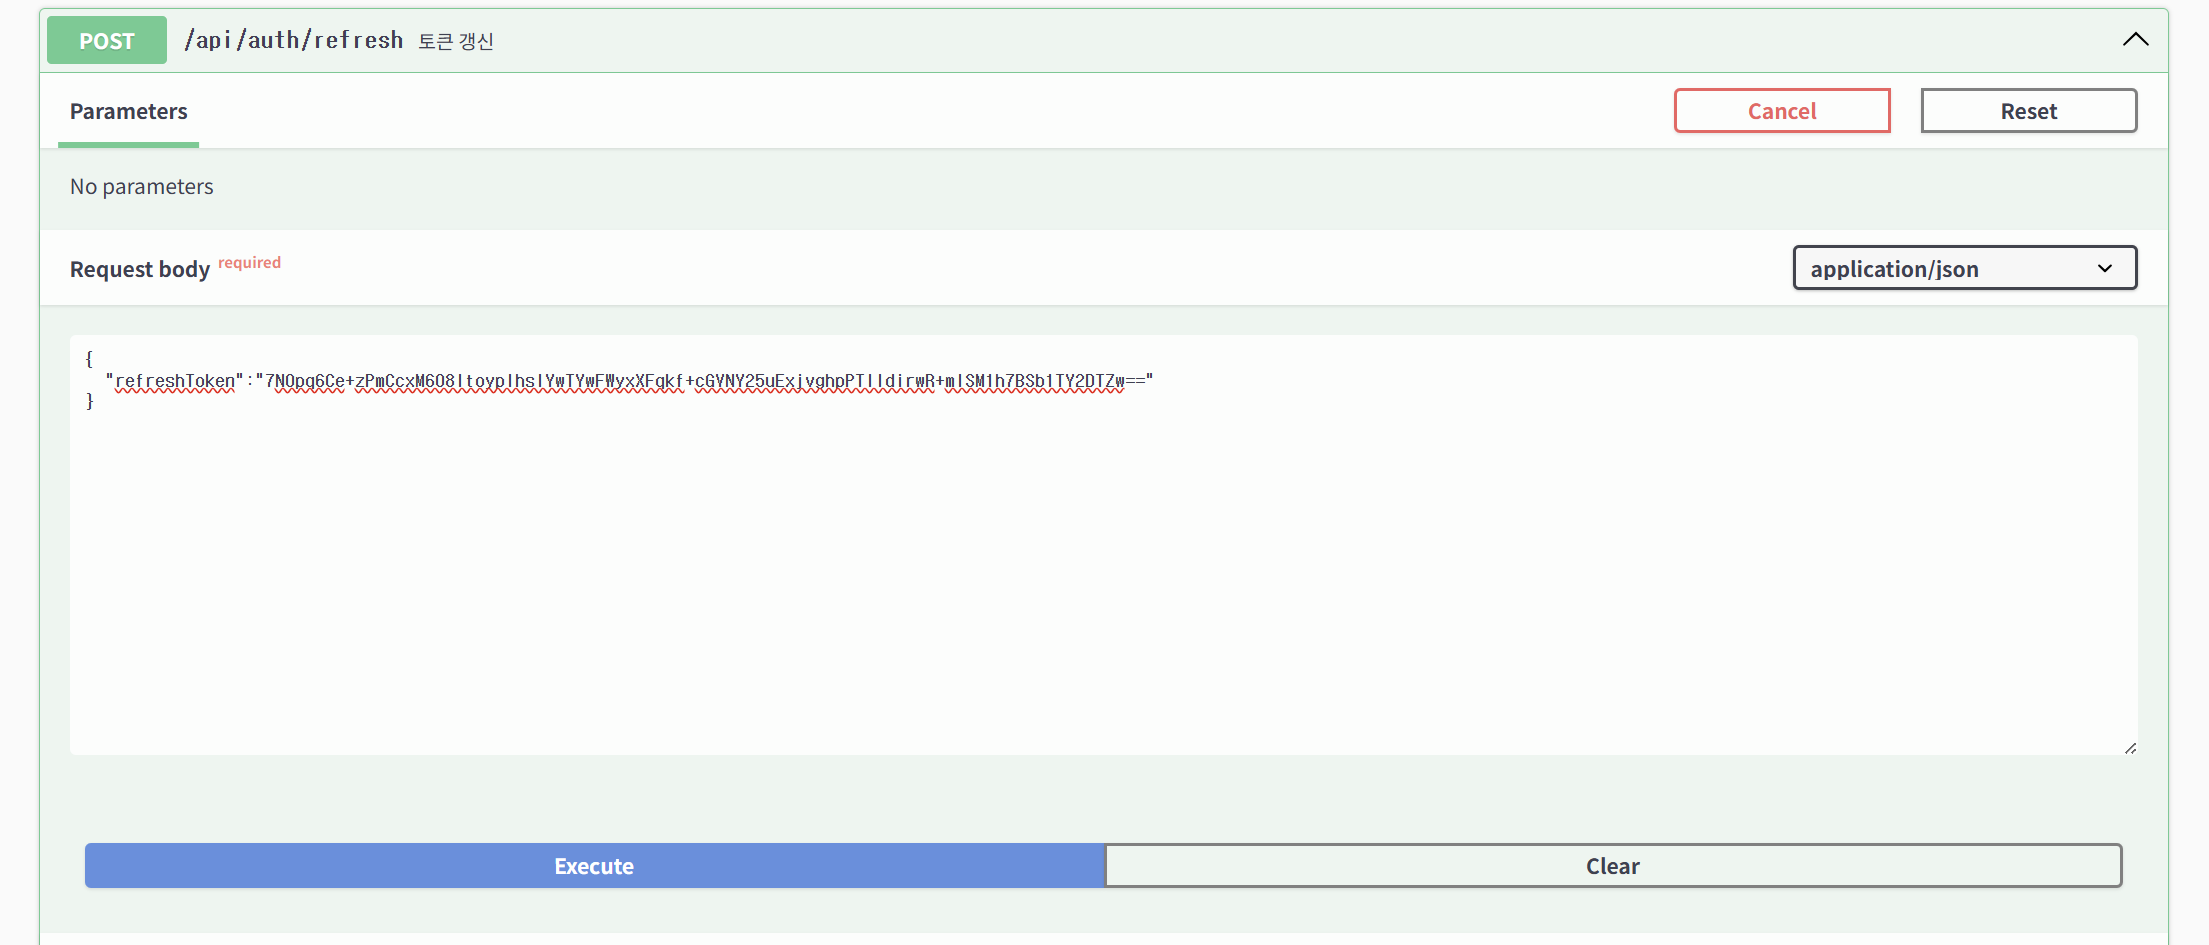 POST /api/auth/refresh 토큰 갱신
Parameters
Cancel
Reset
No parameters
Request body required
application/json
{
"refreshToken":"7NOpq6Ce+zPmCcxM6O8ltoyplhslYwTYwFWyxXFqkf+cGYNY25uExjvghpPTlldirwR+mlSM1h7BSb1TY2DTZw=="
}
Execute
Clear